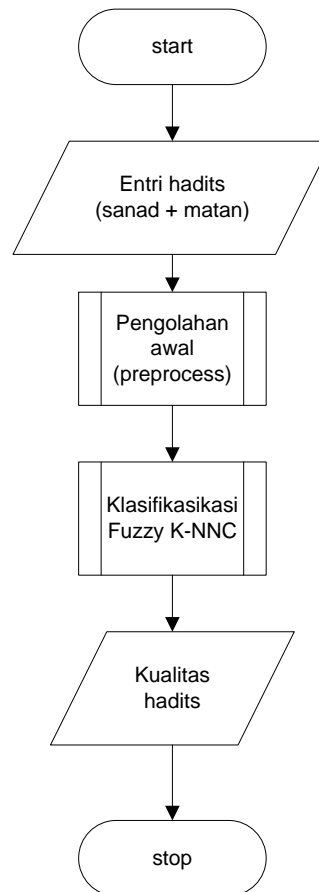 start
Entri hadits
(sanad + matan)
Pengolahan
awal
(preprocess)
Klasifikasikasi
Fuzzy K-NNC
Kualitas
hadits
stop